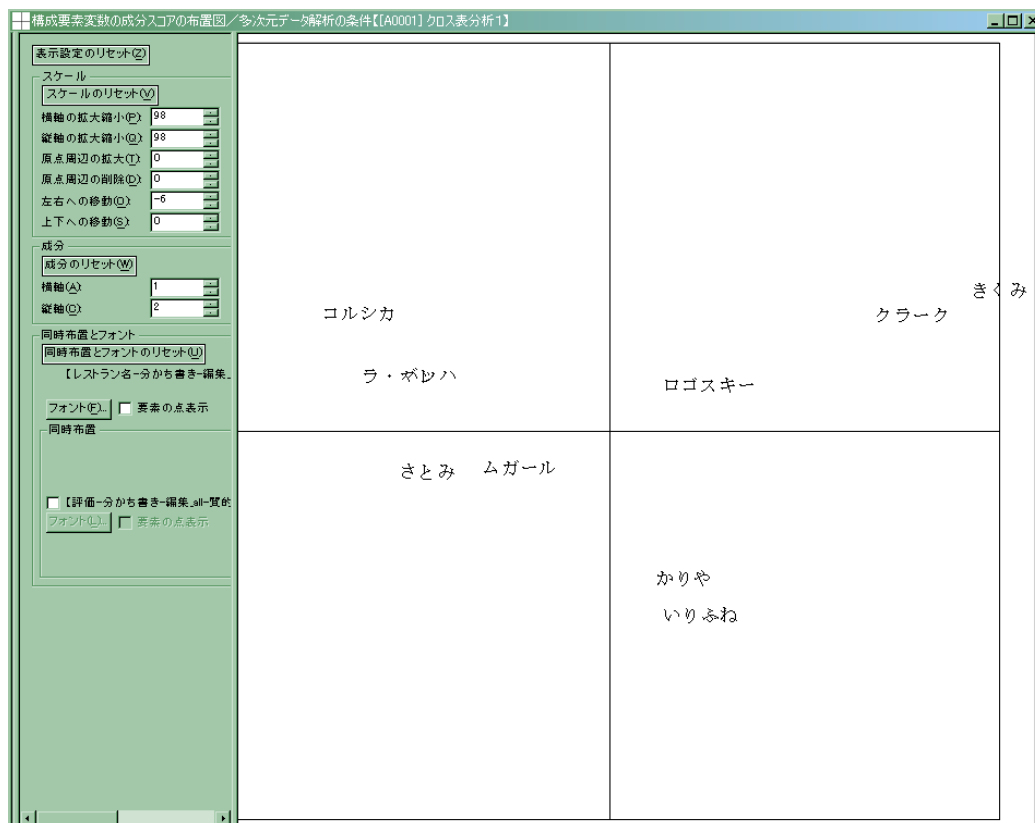 構成要素変数の成分スコアの布置図／多次元データ解析の条件【[A0001] クロス表分析1】
表示設定のリセット(Z)
スケール
スケールのリセット(V)
横軸の拡大縮小(P): 98
縦軸の拡大縮小(Q): 98
原点周辺の拡大(T): 0
原点周辺の削除(D): 0
左右への移動(O): -6
上下への移動(S): 0
成分
成分のリセット(W)
横軸(A): 1
縦軸(C): 2
同時布置とフォント
同時布置とフォントのリセット(U)
【レストラン名-分かち書き-編集_
フォント(F)... 要素の点表示
同時布置
【評価-分かち書き-編集_all-質的
フォント(L)... 要素の点表示
きくみ
コルシカ
クラーク
ロゴスキー
さとみ
ムガール
かりや
いりふね